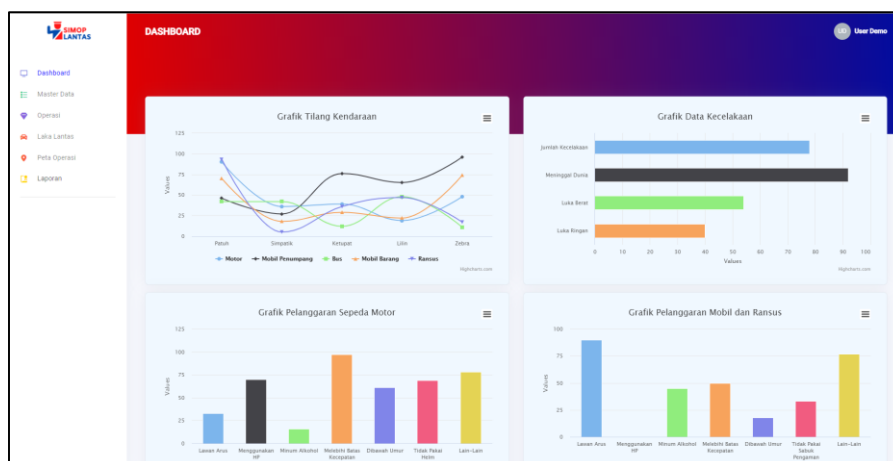 SIMOP
LANTAS
DASHBOARD
UD
User Demo
Dashboard
Master Data
Operasi
Laka Lantas
Peta Operasi
Laporan
Grafik Tilang Kendaraan
125
100
75
50
25
0
Values
Patuh
Simpatik
Ketupat
Lilin
Zebra
Motor
Mobil Penumpang
Bus
Mobil Barang
Ransus
Highcharts.com
Grafik Data Kecelakaan
Jumlah Kecelakaan
Meninggal Dunia
Luka Berat
Luka Ringan
0 10 20 30 40 50 60 70 80 90 100
Values
Highcharts.com
Grafik Pelanggaran Sepeda Motor
125
100
75
50
25
0
Values
Lawan Arus
Menggunakan
HP
Minum Alkohol
Melebihi Batas
Kecepatan
Dibawah Umur
Tidak Pakai
Helm
Lain-Lain
Grafik Pelanggaran Mobil dan Ransus
100
75
50
25
0
Values
Lawan Arus
Menggunakan
HP
Minum Alkohol
Melebihi Batas
Kecepatan
Dibawah Umur
Tidak Pakai
Sabuk
Pengaman
Lain-Lain